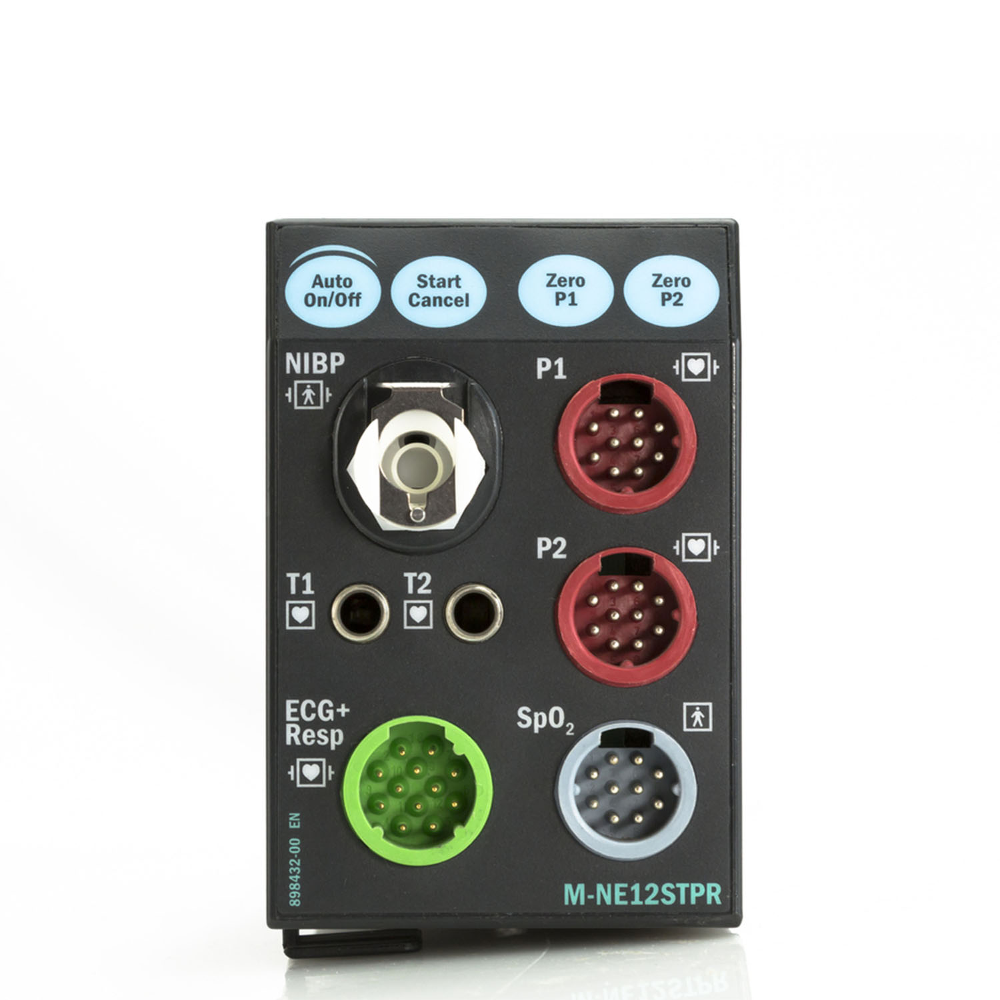 Auto
On/Off
Start
Cancel
Zero
P1
Zero
P2
NIBP
P1
P2
T1
T2
ECG+
Resp
SpO₂
898432-00 EN
M-NE12STPR
M-NE12STPR